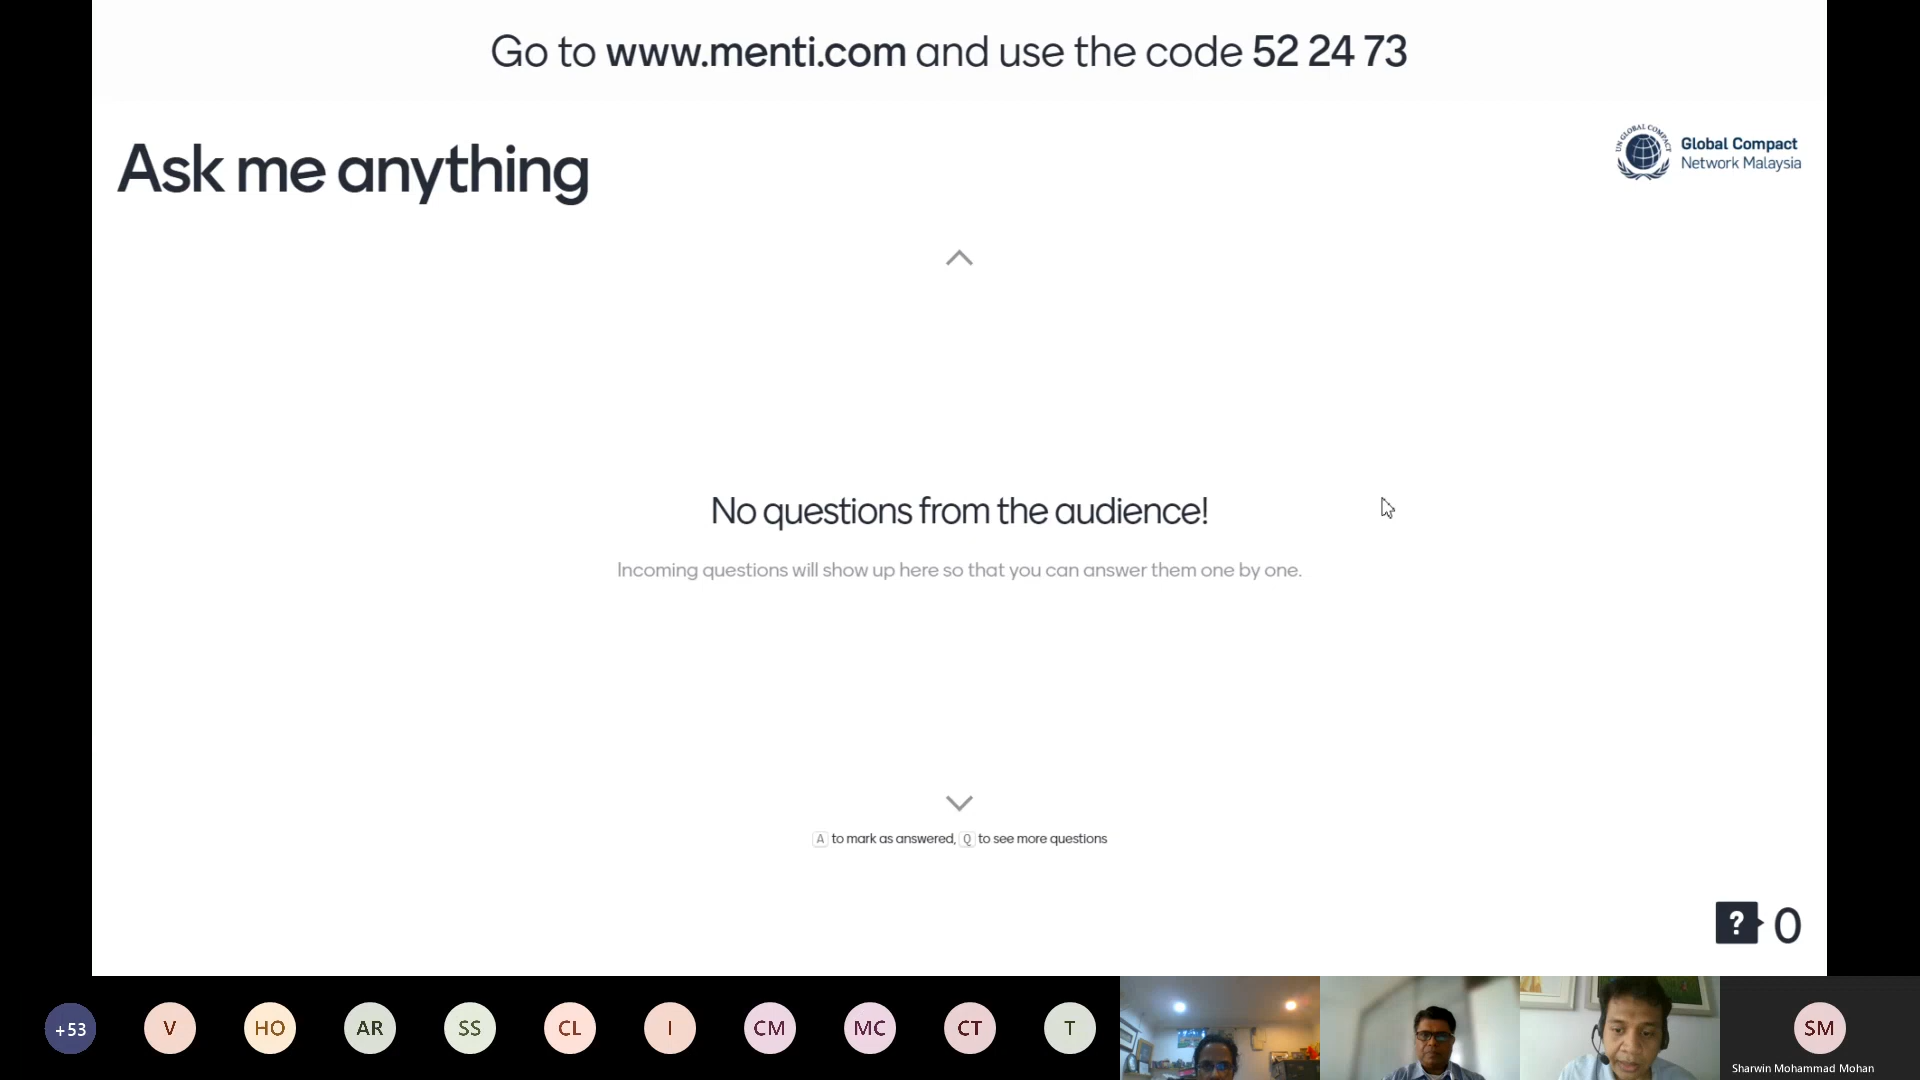 Go to www.menti.com and use the code 52 24 73
Ask me anything
UN GLOBAL COMPACT
Global Compact
Network Malaysia
No questions from the audience!
Incoming questions will show up here so that you can answer them one by one.
A to mark as answered, Q to see more questions
? 0
+53 V HO AR SS CL I CM MC CT T SM
Sharwin Mohammad Mohan